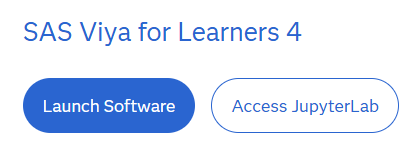 SAS Viya for Learners 4
Launch Software Access JupyterLab